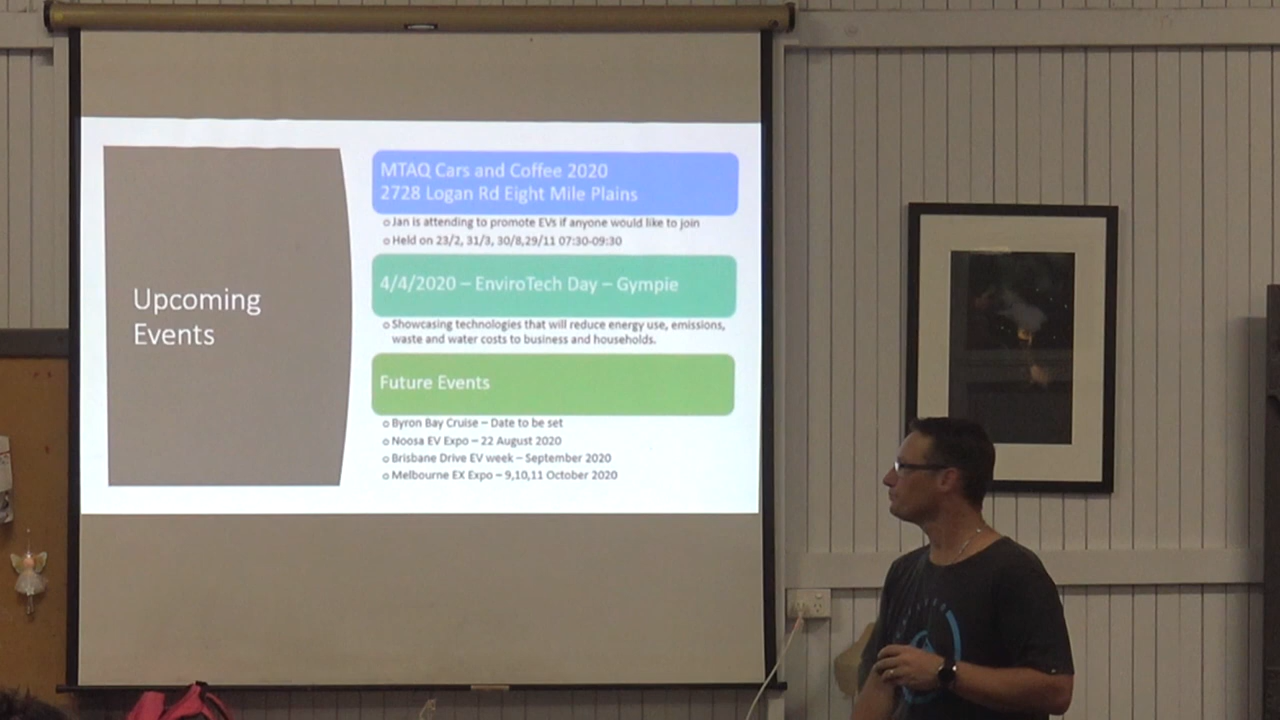 Upcoming
Events
MTAQ Cars and Coffee 2020
2728 Logan Rd Eight Mile Plains
o Jan is attending to promote EVs if anyone would like to join
o Held on 23/2, 31/3, 30/8,29/11 07:30-09:30
4/4/2020 – EnviroTech Day – Gympie
o Showcasing technologies that will reduce energy use, emissions,
waste and water costs to business and households.
Future Events
o Byron Bay Cruise – Date to be set
o Noosa EV Expo – 22 August 2020
o Brisbane Drive EV week – September 2020
o Melbourne EX Expo – 9,10,11 October 2020